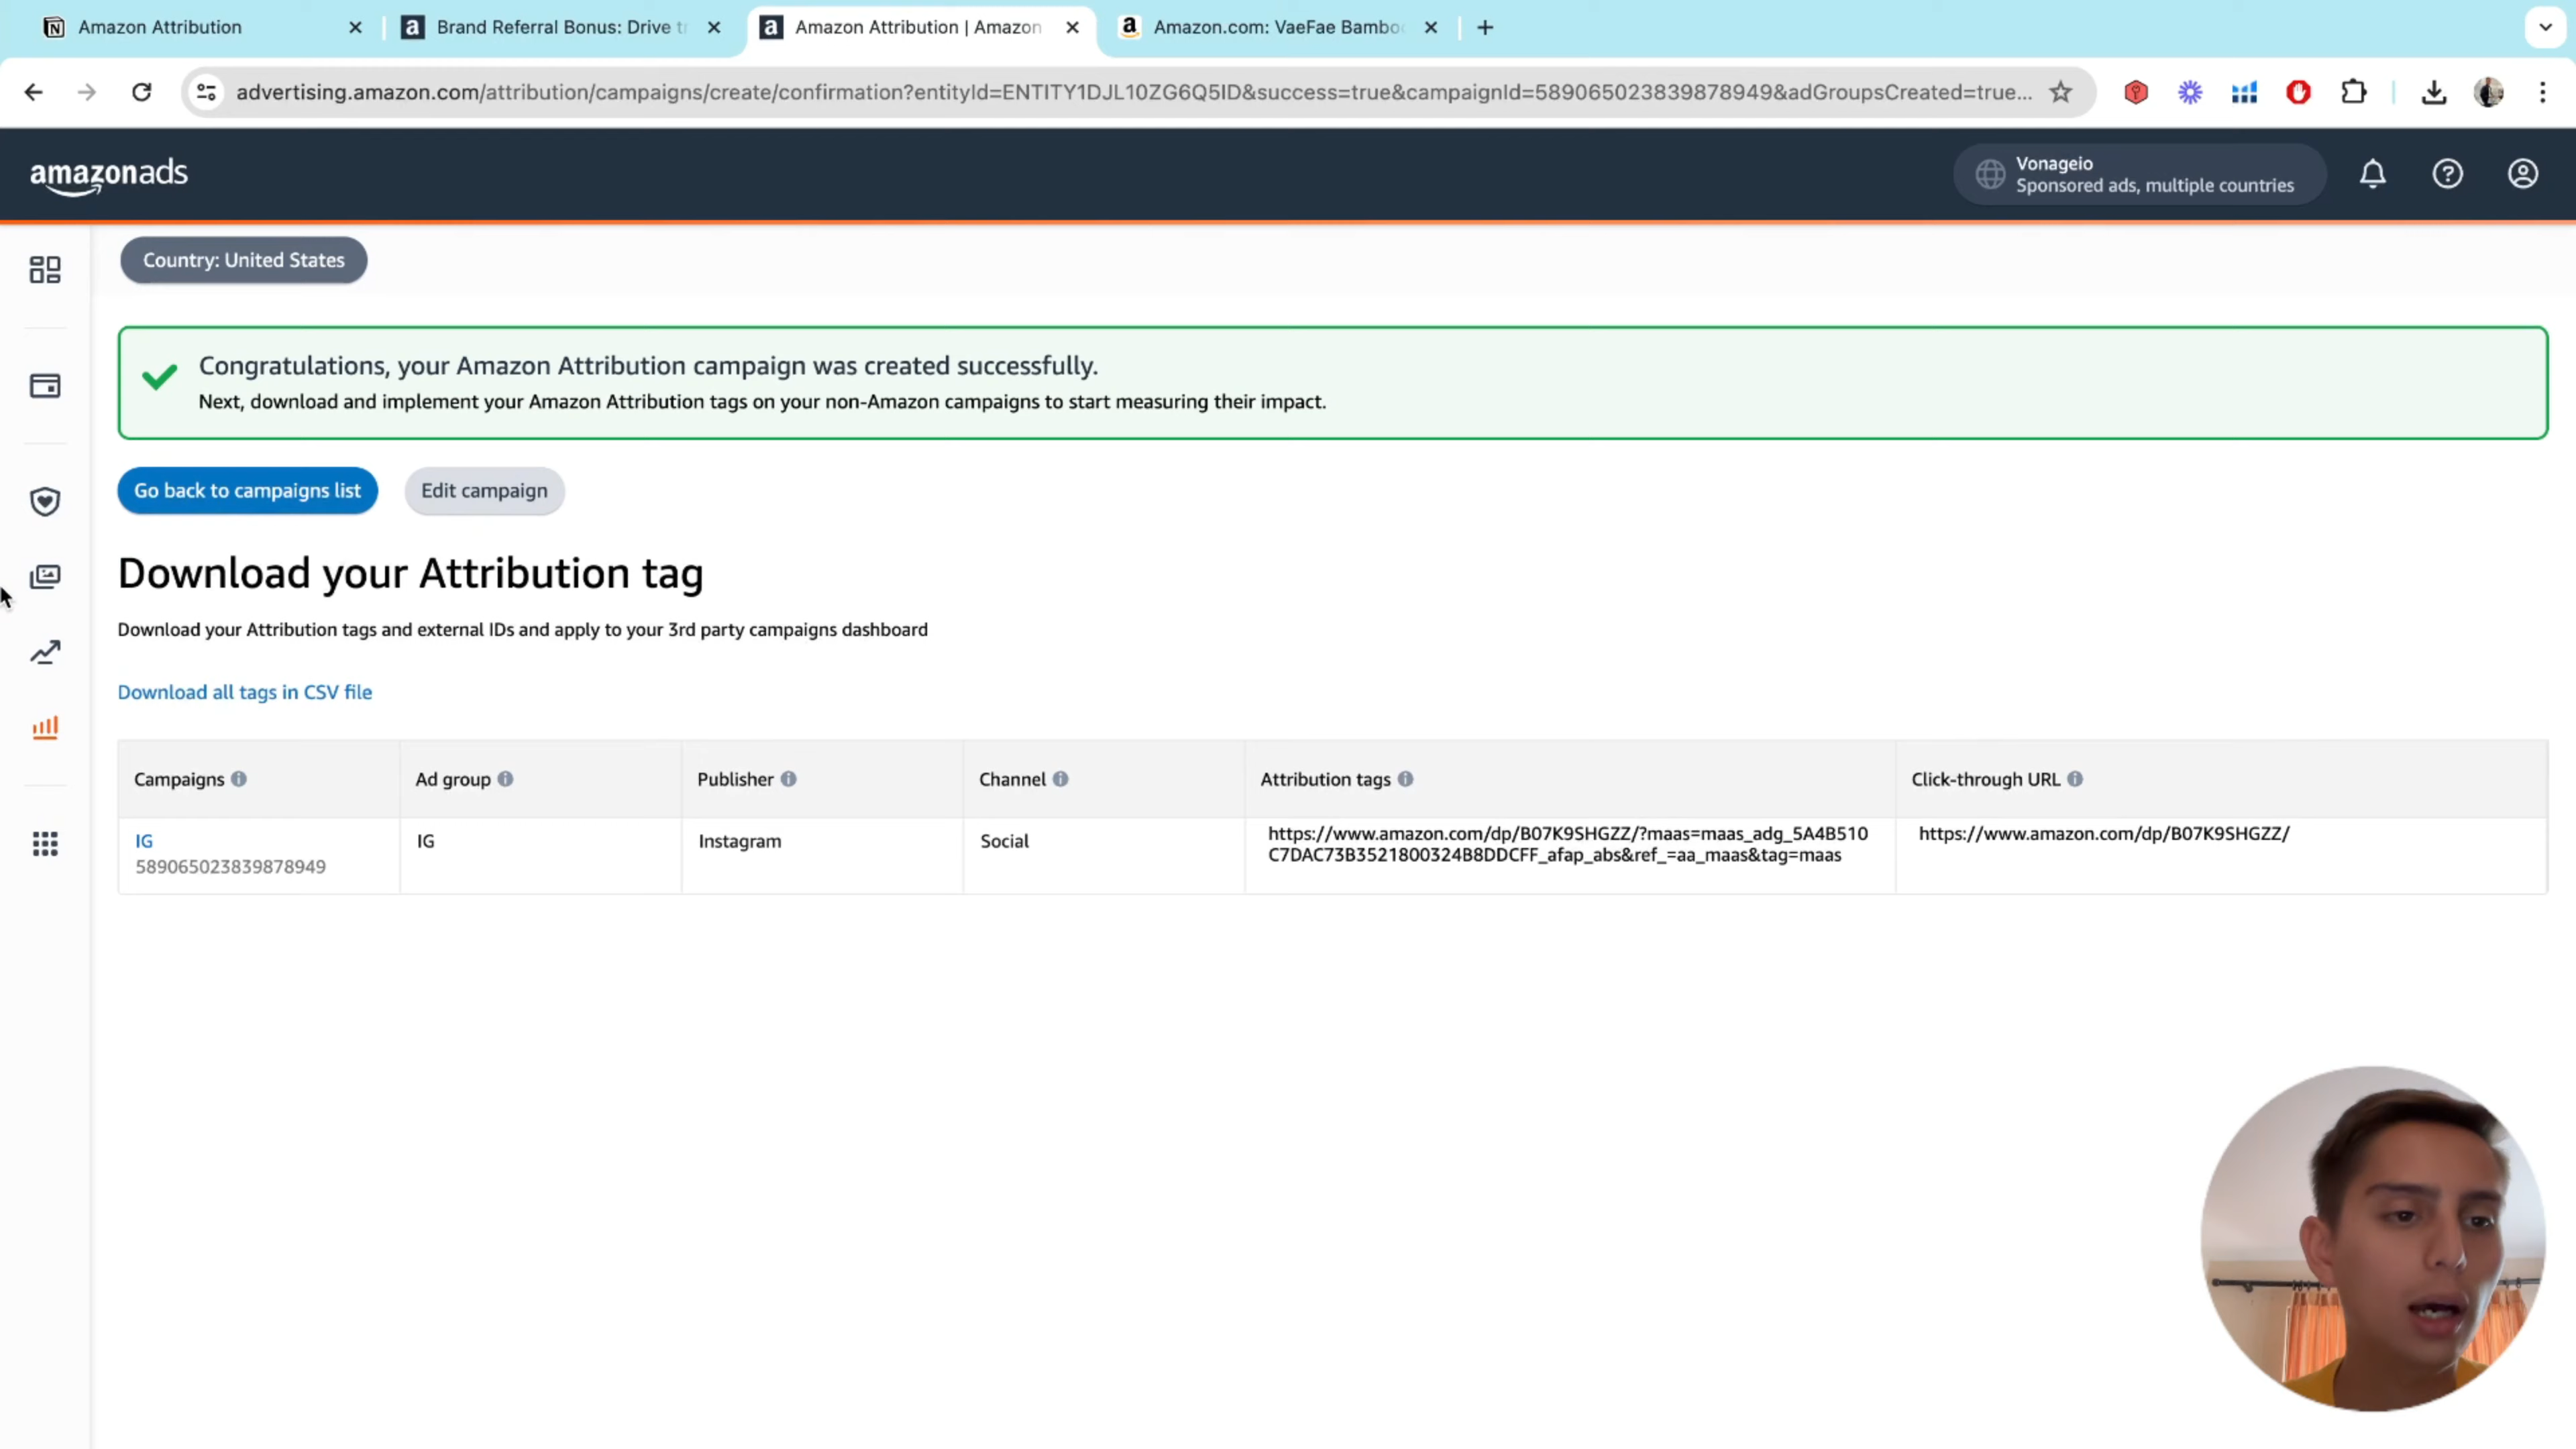 Amazon Attribution
Brand Referral Bonus: Drive tr
Amazon Attribution | Amazon
Amazon.com: VaeFae Bamboo
advertising.amazon.com/attribution/campaigns/create/confirmation?entityId=ENTITY1DJL10ZG6Q5ID&success=true&campaignId=589065023839878949&adGroupsCreated=true...
amazonads
Vonageio
Sponsored ads, multiple countries
Country: United States
Congratulations, your Amazon Attribution campaign was created successfully.
Next, download and implement your Amazon Attribution tags on your non-Amazon campaigns to start measuring their impact.
Go back to campaigns list
Edit campaign
Download your Attribution tag
Download your Attribution tags and external IDs and apply to your 3rd party campaigns dashboard
Download all tags in CSV file
Campaigns
Ad group
Publisher
Channel
Attribution tags
Click-through URL
IG
589065023839878949
IG
Instagram
Social
https://www.amazon.com/dp/B07K9SHGZZ/?maas=maas_adg_5A4B510
C7DAC73B3521800324B8DDCFF_afap_abs&ref_=aa_maas&tag=maas
https://www.amazon.com/dp/B07K9SHGZZ/